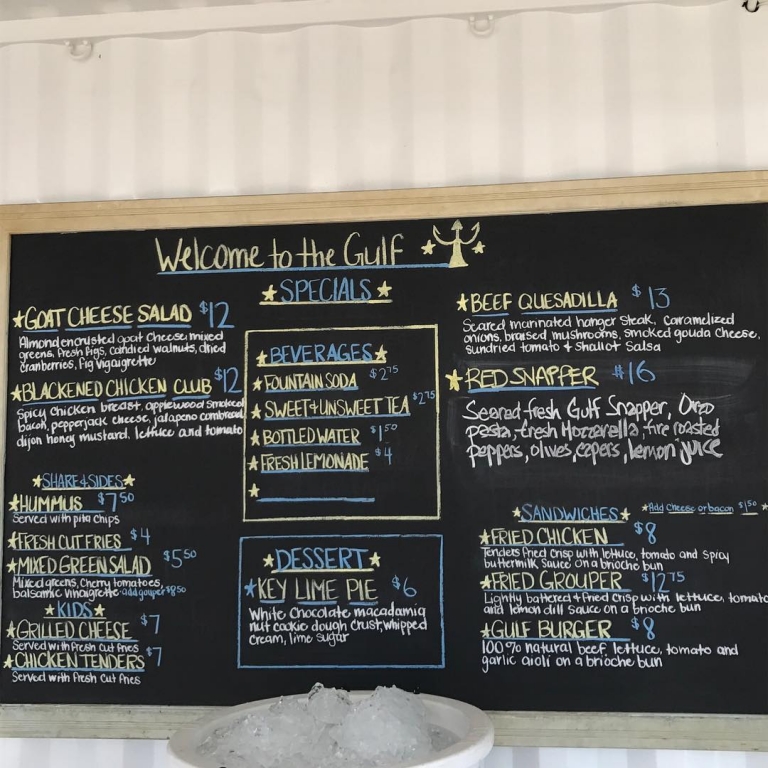 Welcome to the Gulf
SPECIALS
GOAT CHEESE SALAD $12
Almond encrusted goat cheese, mixed
greens, fresh figs, candied walnuts, dried
cranberries, fig vigaigrette
BLACKENED CHICKEN CLUB $12
Spicy chicken breast, applewood smoked
bacon, pepperjack cheese, jalapeno cornbread,
dijon honey mustard, lettuce and tomato
SHARE & SIDES
HUMMUS $7.50
Served with pita chips
FRESH CUT FRIES $4
MIXED GREEN SALAD $5.50
Mixed greens, Cherry tomatoes,
balsamic vinaigrette add gouper $8.50
KIDS
GRILLED CHEESE $7
Served with fresh cut fries
CHICKEN TENDERS $7
Served with fresh cut fries
BEVERAGES
FOUNTAIN SODA $2.75
SWEET & UNSWEET TEA $2.75
BOTTLED WATER $1.50
FRESH LEMONADE $4
DESSERT
KEY LIME PIE $6
White chocolate macadamia
nut cookie dough crust, whipped
cream, lime sugar
BEEF QUESADILLA $13
Seared marinated hanger steak, caramelized
onions, braised mushrooms, smoked gouda cheese,
sundried tomato & shallot salsa
RED SNAPPER #16
Seared fresh Gulf Snapper, Orzo
pasta, fresh Mozzarella, fire roasted
peppers, olives, capers, lemon juice
SANDWICHES Add Cheese or bacon $1.50
FRIED CHICKEN $8
Tenders fried crisp with lettuce, tomato and spicy
buttermilk sauce on a brioche bun
FRIED GROUPER $12.75
Lightly battered & fried crisp with lettuce, tomato
and lemon dill sauce on a brioche bun
GULF BURGER $8
100% natural beef, lettuce, tomato and
garlic aioli on a brioche bun